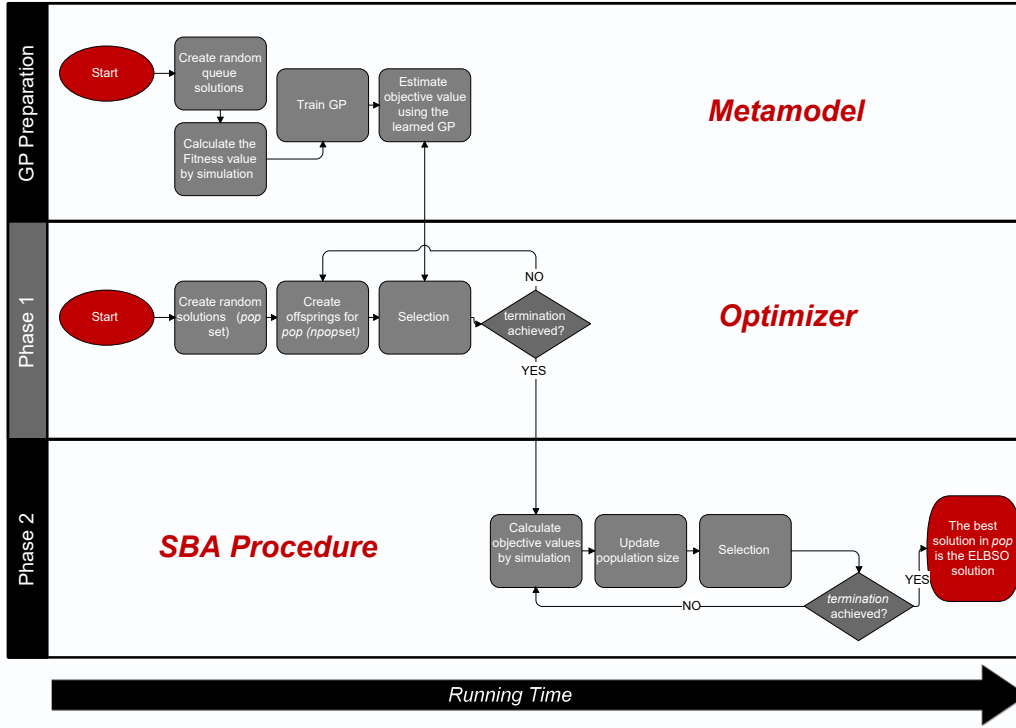 GP Preparation
Start
Create random
queue
solutions
Calculate the
Fitness value
by simulation
Train GP
Estimate
objective value
using the
learned GP
Metamodel
Phase 1
Start
Create random
solutions (pop
set)
Create
offsprings for
pop (npopset)
Selection
NO
termination
achieved?
YES
Optimizer
Phase 2
SBA Procedure
Calculate
objective values
by simulation
Update
population size
Selection
termination
achieved?
NO
YES
The best
solution in pop
is the ELBSO
solution
Running Time